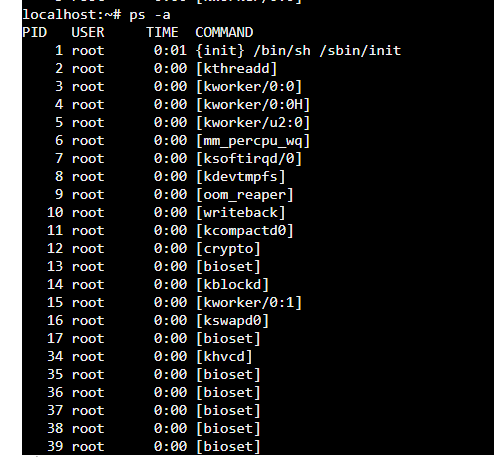 localhost:~# ps -a
PID USER TIME COMMAND
1 root 0:01 {init} /bin/sh /sbin/init
2 root 0:00 [kthreadd]
3 root 0:00 [kworker/0:0]
4 root 0:00 [kworker/0:0H]
5 root 0:00 [kworker/u2:0]
6 root 0:00 [mm_percpu_wq]
7 root 0:00 [ksoftirqd/0]
8 root 0:00 [kdevtmpfs]
9 root 0:00 [oom_reaper]
10 root 0:00 [writeback]
11 root 0:00 [kcompactd0]
12 root 0:00 [crypto]
13 root 0:00 [bioset]
14 root 0:00 [kblockd]
15 root 0:00 [kworker/0:1]
16 root 0:00 [kswapd0]
17 root 0:00 [bioset]
34 root 0:00 [khvcd]
35 root 0:00 [bioset]
36 root 0:00 [bioset]
37 root 0:00 [bioset]
38 root 0:00 [bioset]
39 root 0:00 [bioset]